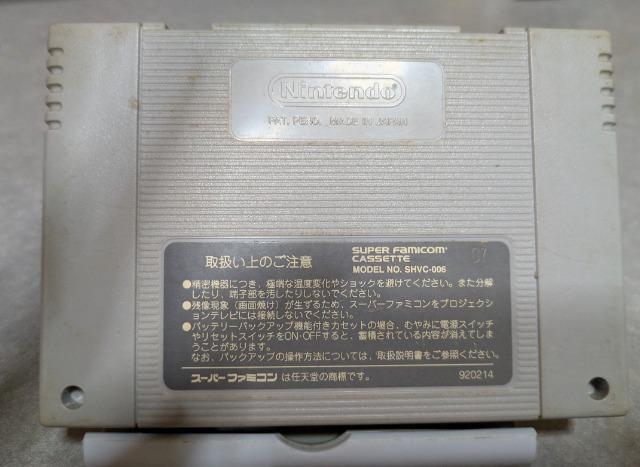 Nintendo
PAT. PEND. MADE IN JAPAN
取扱い上のご注意
SUPER FAMICOM
CASSETTE
MODEL NO. SHVC-006
07
●精密機器につき、極端な温度変化やショックを避けてください。また分解
したり、端子部を汚したりしないでください。
●残像現象(画面焼け)が生ずるため、スーパーファミコンをプロジェクシ
ョンテレビには接続しないでください。
●バッテリーバックアップ機能付きカセットの場合、むやみに電源スイッチ
やリセットスイッチをON・OFFすると、蓄積されている内容が消えてしま
うことがあります。
なお、バックアップの操作方法については、取扱説明書をご参照ください。
スーパーファミコンは任天堂の商標です。
920214